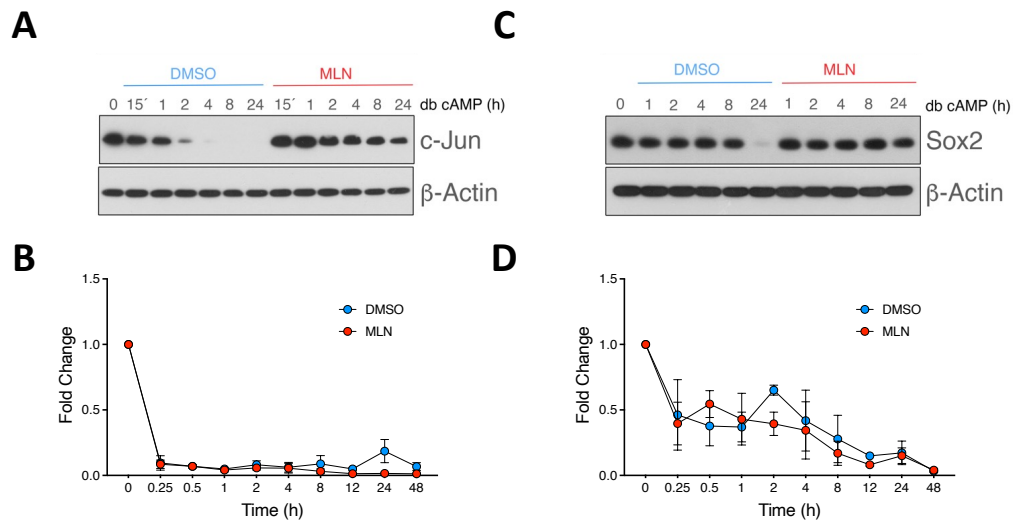 A
DMSO MLN
0 15´ 1 2 4 8 24 15´ 1 2 4 8 24 db cAMP (h)
c-Jun
β-Actin
C
DMSO MLN
0 1 2 4 8 24 1 2 4 8 24 db cAMP (h)
Sox2
β-Actin
B
1.5
1.0
0.5
0.0
Fold Change
DMSO
MLN
0 0.25 0.5 1 2 4 8 12 24 48
Time (h)
D
1.5
1.0
0.5
0.0
Fold Change
DMSO
MLN
0 0.25 0.5 1 2 4 8 12 24 48
Time (h)